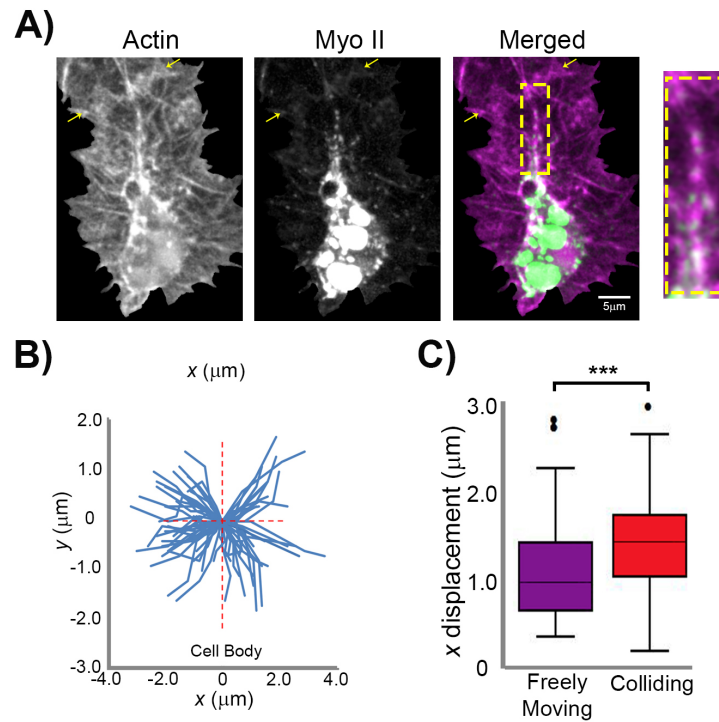 A)
Actin
Myo II
Merged
5μm
B)
x (μm)
2.0
1.0
0
-1.0
-2.0
-3.0
y (μm)
Cell Body
-4.0 -2.0 0 2.0 4.0
x (μm)
C)
***
3.0
2.0
1.0
0
x displacement (μm)
Freely
Moving
Colliding